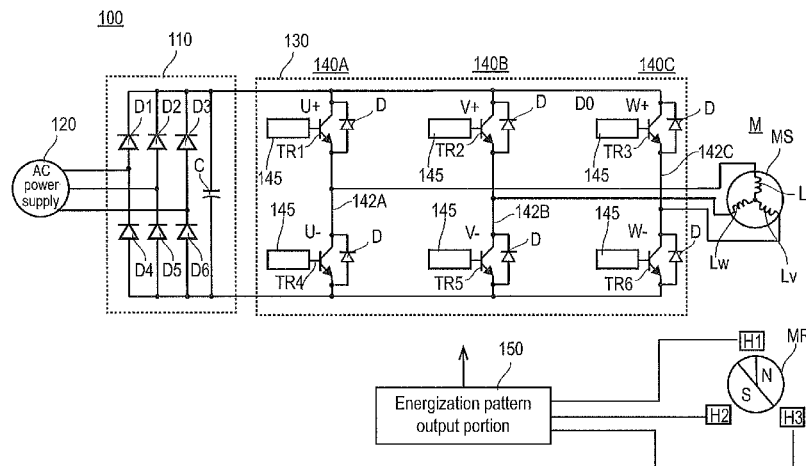 100
110
130
140A
140B
140C
120
D1
D2
D3
U+
D
V+
D
D0
W+
D
M
MS
AC
power
supply
C
TR1
TR2
TR3
142C
145
145
145
L
142A
142B
145
U-
D
145
V-
D
145
W-
D
D4
D5
D6
TR4
TR5
TR6
Lw
Lv
150
H1
MR
N
S
Energization pattern
output portion
H2
H3